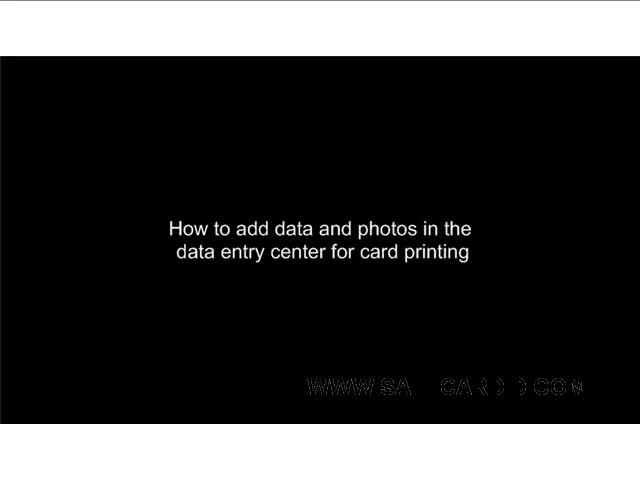 How to add data and photos in the
data entry center for card printing